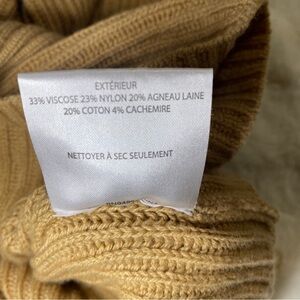 EXTÉRIEUR
33% VISCOSE 23% NYLON 20% AGNEAU LAINE
20% COTON 4% CACHEMIRE
NETTOYER À SEC SEULEMENT